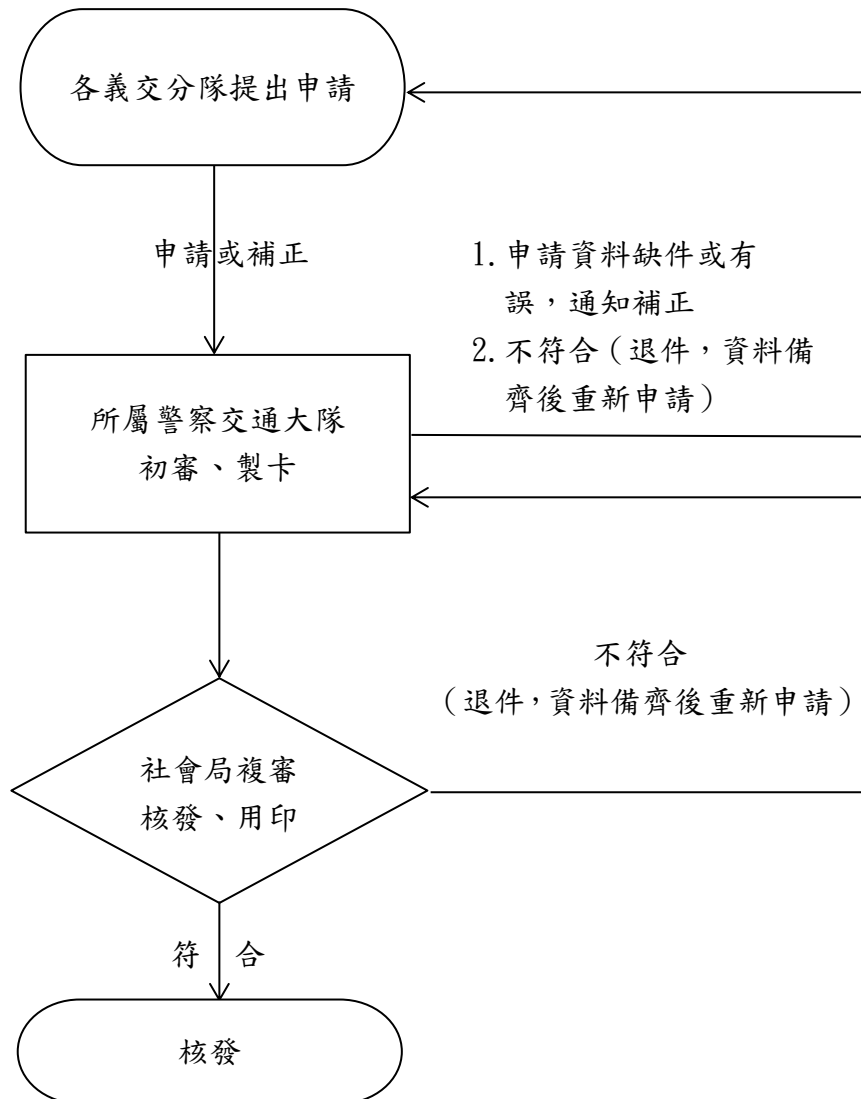 各義交分隊提出申請
申請或補正
1.申請資料缺件或有
誤，通知補正
2.不符合（退件，資料備
齊後重新申請）
所屬警察交通大隊
初審、製卡
不符合
（退件，資料備齊後重新申請）
社會局複審
核發、用印
符 合
核發